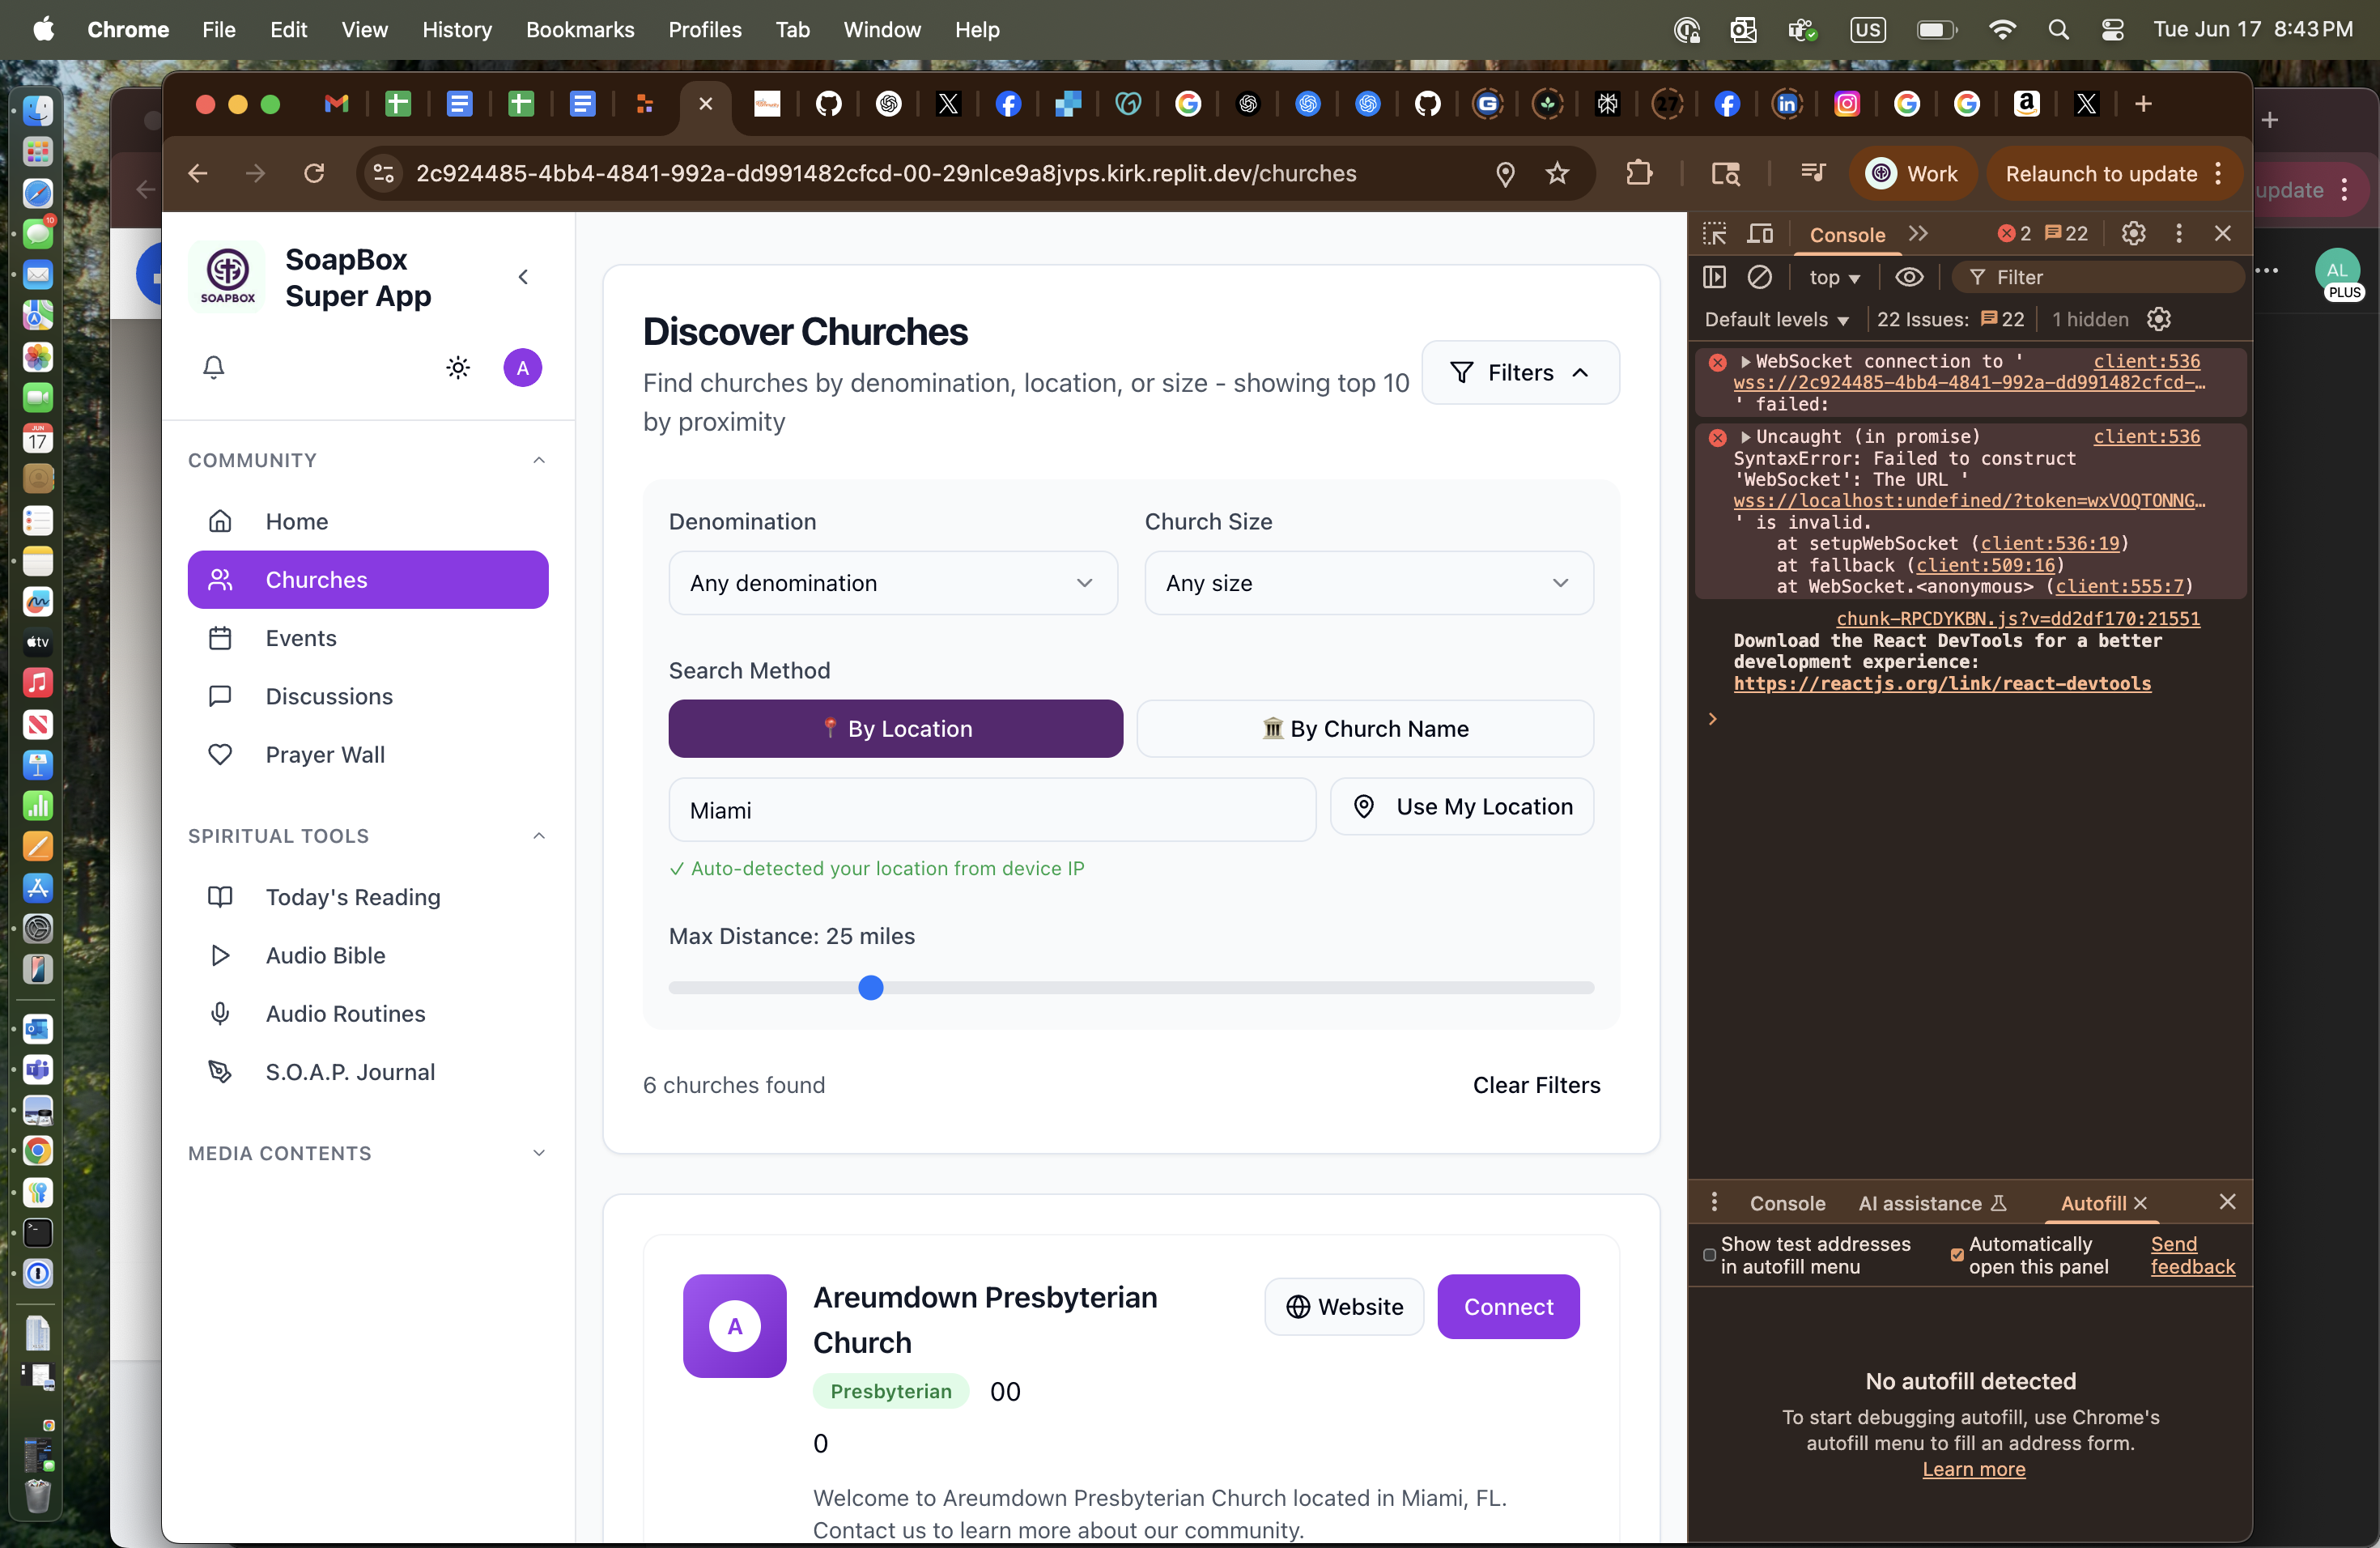 Chrome File Edit View History Bookmarks Profiles Tab Window Help
US
Tue Jun 17 8:43 PM
2c924485-4bb4-4841-992a-dd991482cfcd-00-29nlce9a8jvps.kirk.replit.dev/churches
Work
Relaunch to update
update
AL
PLUS
10
JUN
17
tv
27
SOAPBOX
SoapBox
Super App
A
COMMUNITY
Home
Churches
Events
Discussions
Prayer Wall
SPIRITUAL TOOLS
Today's Reading
Audio Bible
Audio Routines
S.O.A.P. Journal
MEDIA CONTENTS
Discover Churches
Find churches by denomination, location, or size - showing top 10
by proximity
Filters
Denomination
Church Size
Any denomination
Any size
Search Method
📍 By Location
🏛️ By Church Name
Miami
Use My Location
✓ Auto-detected your location from device IP
Max Distance: 25 miles
6 churches found
Clear Filters
A
Areumdown Presbyterian
Church
Website
Connect
Presbyterian
00
0
Welcome to Areumdown Presbyterian Church located in Miami, FL.
Contact us to learn more about our community.
Console
2
22
top
Filter
Default levels
22 Issues:
22
1 hidden
WebSocket connection to '
client:536
wss://2c924485-4bb4-4841-992a-dd991482cfcd-…
' failed:
Uncaught (in promise)
client:536
SyntaxError: Failed to construct
'WebSocket': The URL '
wss://localhost:undefined/?token=wxVOQTONNG…
' is invalid.
at setupWebSocket (client:536:19)
at fallback (client:509:16)
at WebSocket.<anonymous> (client:555:7)
chunk-RPCDYKBN.js?v=dd2df170:21551
Download the React DevTools for a better
development experience:
https://reactjs.org/link/react-devtools
Console
AI assistance
Autofill
Show test addresses
in autofill menu
Automatically
open this panel
Send
feedback
No autofill detected
To start debugging autofill, use Chrome's
autofill menu to fill an address form.
Learn more